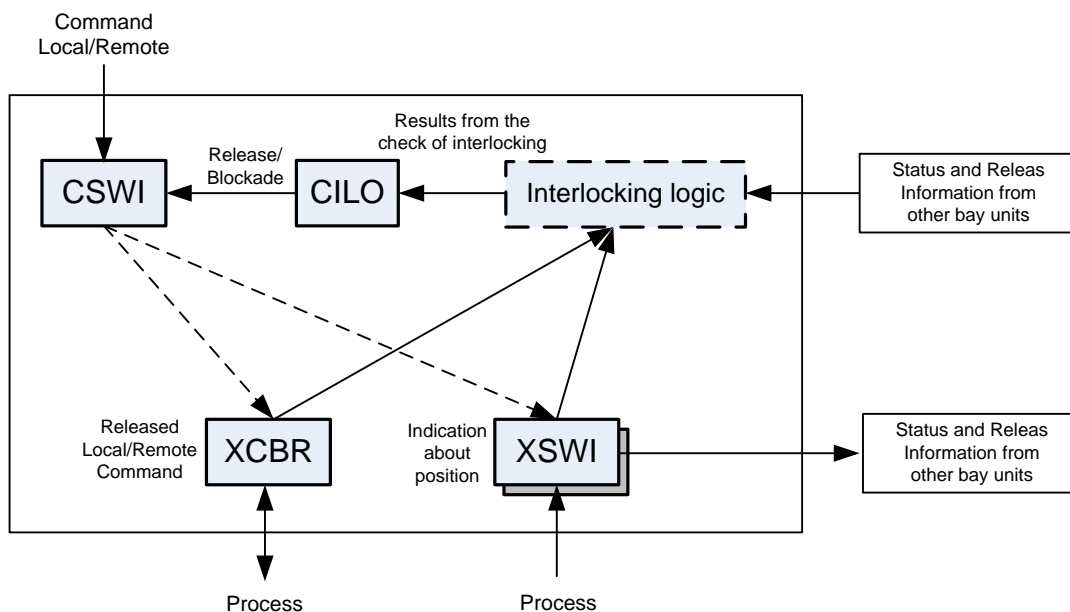 Command
Local/Remote
Results from the
check of interlocking
Release/
Blockade
CSWI
CILO
Interlocking logic
Status and Releas
Information from
other bay units
Released
Local/Remote
Command
XCBR
Indication
about
position
XSWI
Status and Releas
Information from
other bay units
Process
Process